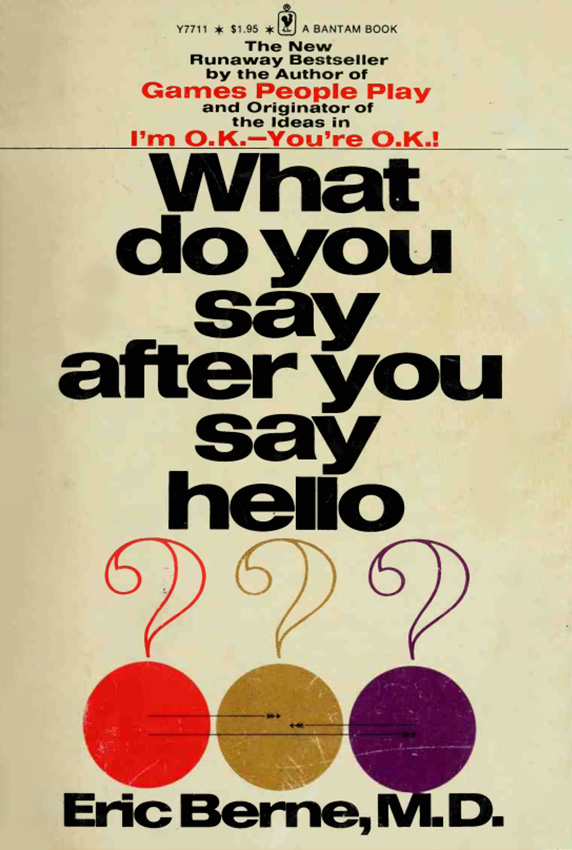 Y7711 * $1.95 * A BANTAM BOOK
The New
Runaway Bestseller
by the Author of
Games People Play
and Originator of
the Ideas in
I'm O.K.—You're O.K.!
What
do you
say
after you
say
hello
???
Eric Berne, M.D.